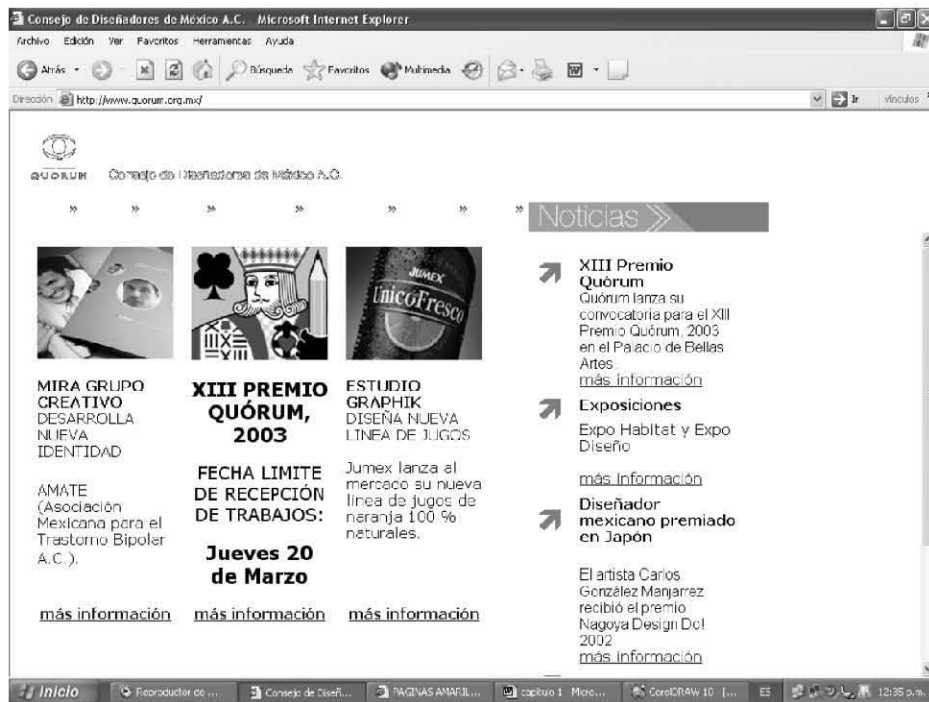 Consejo de Diseñadores de México A.C. - Microsoft Internet Explorer
Archivo Edición Ver Favoritos Herramientas Ayuda
Atrás Búsqueda Favoritos Multimedia
Dirección http://www.quorum.org.mx/ Ir Vínculos
QUORUM Consejo de Diseñadores de México A.C.
» » » » » » »
Noticias
MIRA GRUPO
CREATIVO
DESARROLLA
NUEVA
IDENTIDAD
AMATE
(Asociación
Mexicana para el
Trastorno Bipolar
A.C.).
más información
XIII PREMIO
QUÓRUM,
2003
FECHA LIMITE
DE RECEPCIÓN
DE TRABAJOS:
Jueves 20
de Marzo
más información
JUMEX
UnicoFresco
ESTUDIO
GRAPHIK
DISEÑA NUEVA
LINEA DE JUGOS
Jumex lanza al
mercado su nueva
línea de jugos de
naranja 100 %
naturales.
más información
XIII Premio
Quórum
Quórum lanza su
convocatoria para el XIII
Premio Quórum, 2003
en el Palacio de Bellas
Artes
más información
Exposiciones
Expo Habitat y Expo
Diseño
más información
Diseñador
mexicano premiado
en Japón
El artista Carlos
González Manjarrez
recibió el premio
Nagoya Design Do!
2002
más información
Inicio Reproductor de ... Consejo de Diseñ... PAGINAS AMARIL... capitulo 1 - Micro... CorelDRAW 10 - [... ES 12:35 p.m.